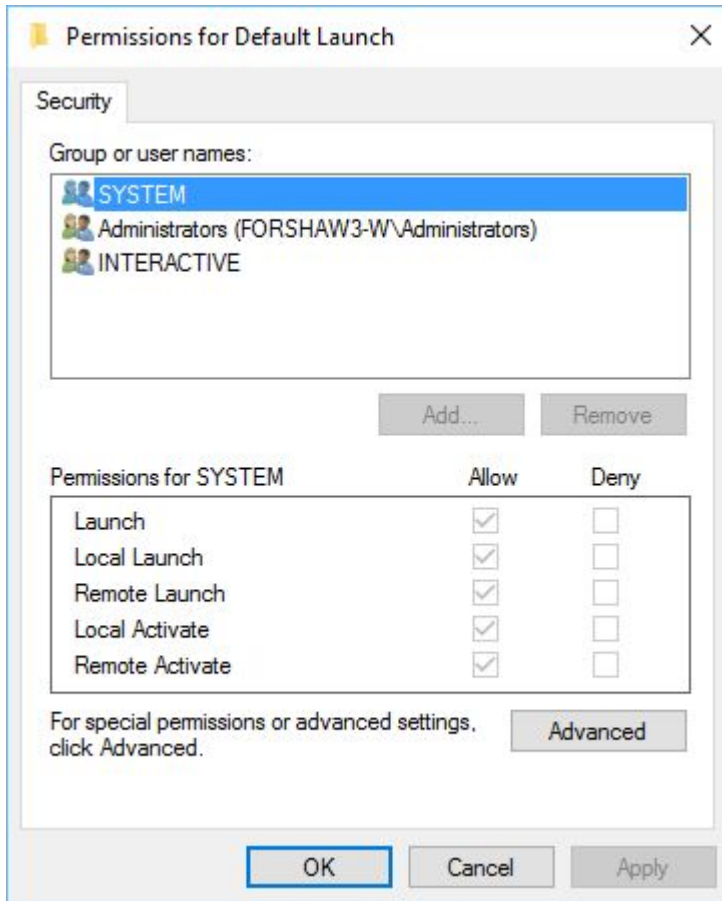 Permissions for Default Launch
Security
Group or user names:
SYSTEM
Administrators (FORSHAW3-W\Administrators)
INTERACTIVE
Add... Remove
Permissions for SYSTEM Allow Deny
Launch
Local Launch
Remote Launch
Local Activate
Remote Activate
For special permissions or advanced settings,
click Advanced.
Advanced
OK Cancel Apply